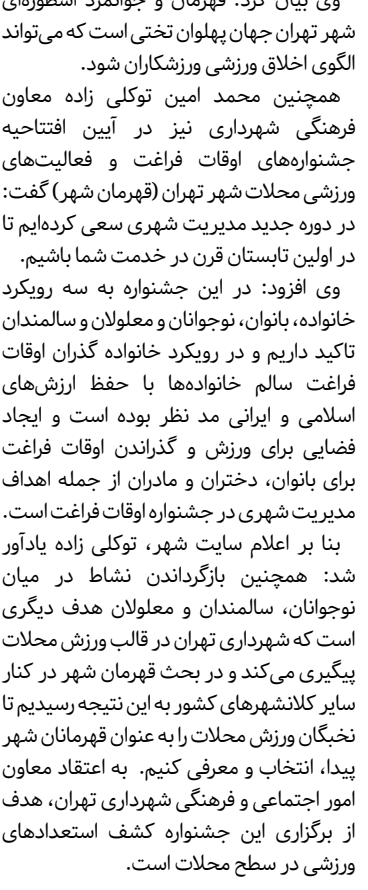 وی بیان کرد: قهرمان و جوانمرد اسطوره‌ای
شهر تهران جهان پهلوان تختی است که می‌تواند
الگوی اخلاق ورزشی ورزشکاران شود.
همچنین محمد امین توکلی زاده معاون
فرهنگی شهرداری نیز در آیین افتتاحیه
جشنواره‌های اوقات فراغت و فعالیت‌های
ورزشی محلات شهر تهران (قهرمان شهر) گفت:
در دوره جدید مدیریت شهری سعی کرده‌ایم تا
در اولین تابستان قرن در خدمت شما باشیم.
وی افزود: در این جشنواره به سه رویکرد
خانواده، بانوان، نوجوانان و معلولان و سالمندان
تاکید داریم و در رویکرد خانواده گذران اوقات
فراغت سالم خانواده‌ها با حفظ ارزش‌های
اسلامی و ایرانی مد نظر بوده است و ایجاد
فضایی برای ورزش و گذراندن اوقات فراغت
برای بانوان، دختران و مادران از جمله اهداف
مدیریت شهری در جشنواره اوقات فراغت است.
بنا بر اعلام سایت شهر، توکلی زاده یادآور
شد: همچنین بازگرداندن نشاط در میان
نوجوانان، سالمندان و معلولان هدف دیگری
است که شهرداری تهران در قالب ورزش محلات
پیگیری می‌کند و در بحث قهرمان شهر در کنار
سایر کلانشهرهای کشور به این نتیجه رسیدیم تا
نخبگان ورزش محلات را به عنوان قهرمانان شهر
پیدا، انتخاب و معرفی کنیم. به اعتقاد معاون
امور اجتماعی و فرهنگی شهرداری تهران، هدف
از برگزاری این جشنواره کشف استعدادهای
ورزشی در سطح محلات است.